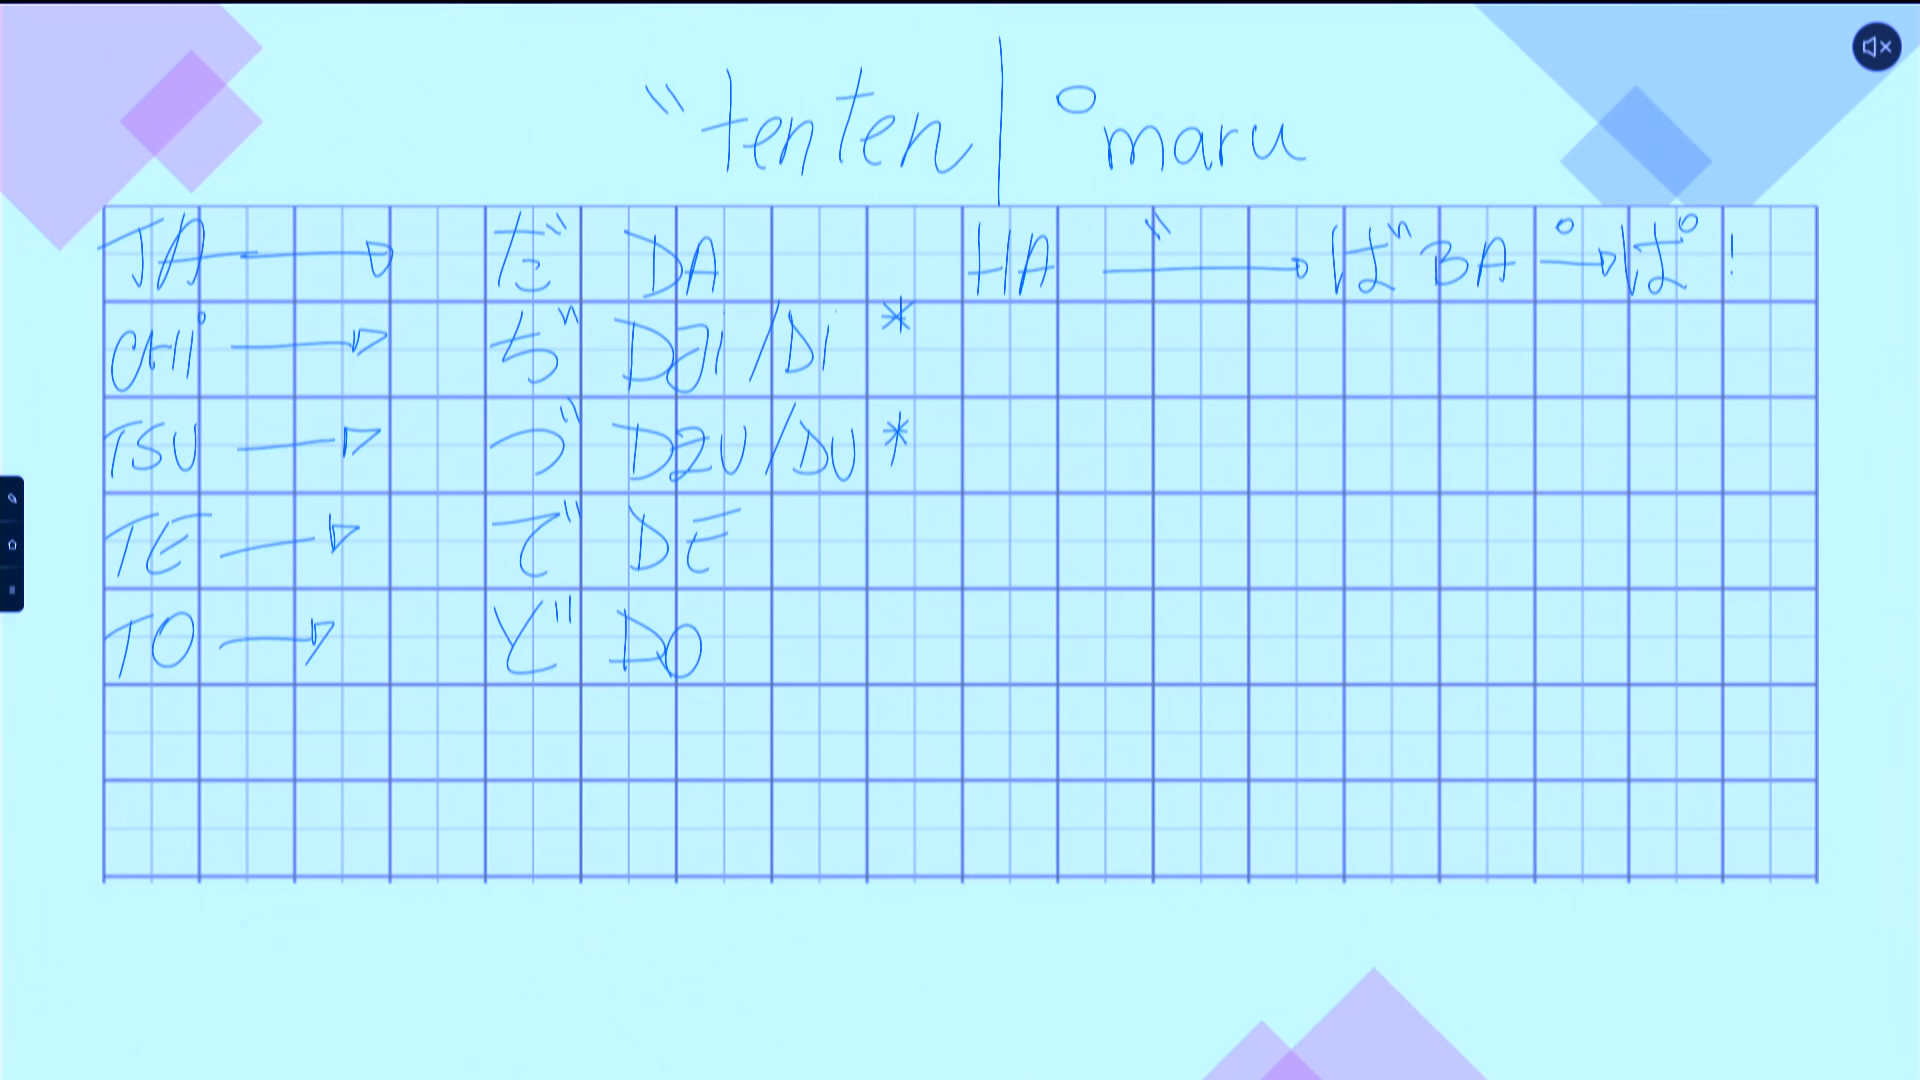 "tenten | °maru
TA → だ DA HA "→ ば BA °→ ぱ !
CHI → ぢ DZI/DI *
TSU → づ DZU/DU *
TE → で DE
TO → ど DO